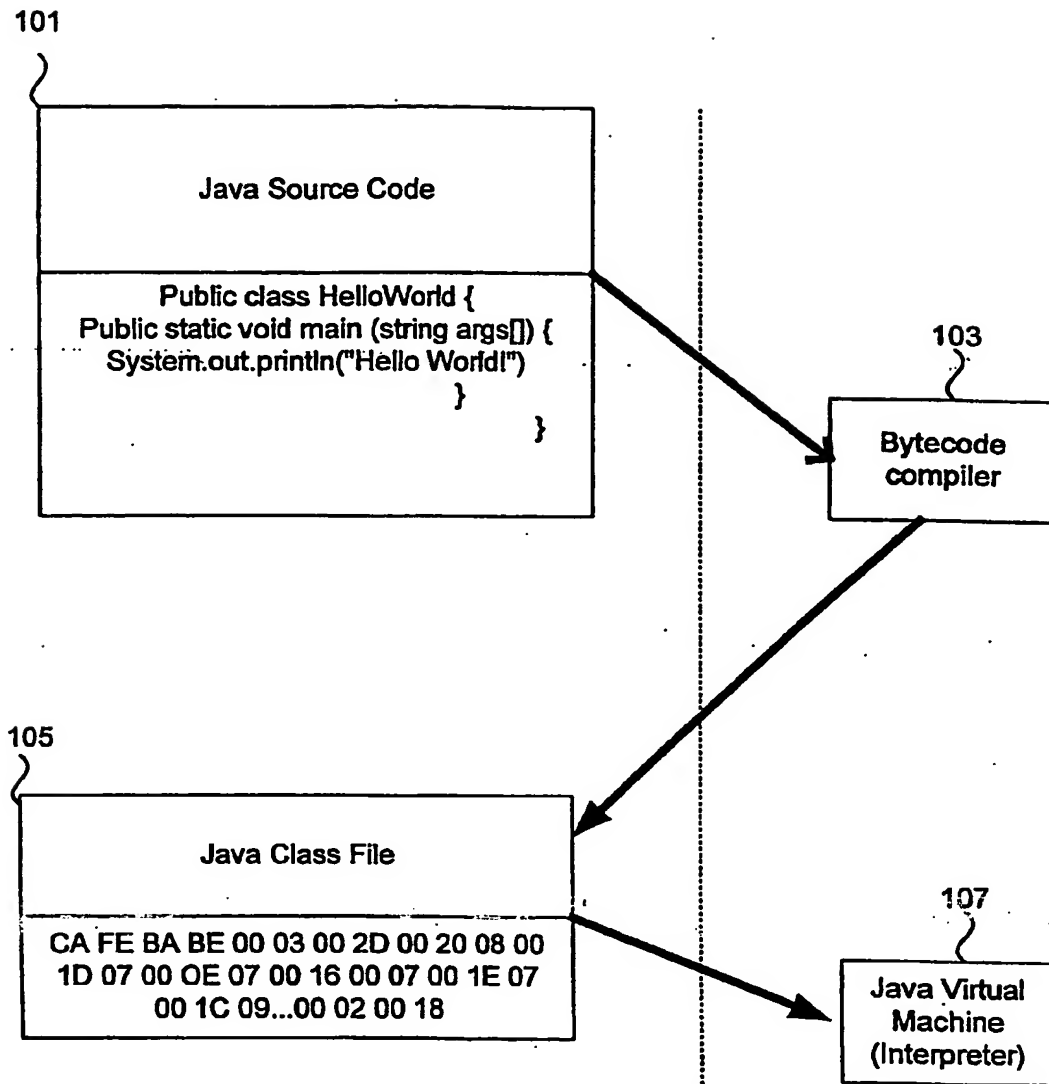 101
Java Source Code
Public class HelloWorld {
Public static void main (string args[]) {
System.out.println("Hello World!")
}
}
103
Bytecode
compiler
105
Java Class File
CA FE BA BE 00 03 00 2D 00 20 08 00
1D 07 00 OE 07 00 16 00 07 00 1E 07
00 1C 09...00 02 00 18
107
Java Virtual
Machine
(Interpreter)